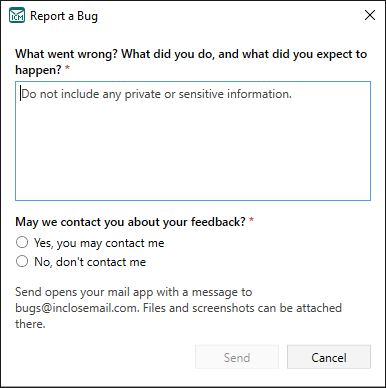 iCM
Report a Bug
What went wrong? What did you do, and what did you expect to
happen? *
Do not include any private or sensitive information.
May we contact you about your feedback? *
Yes, you may contact me
No, don't contact me
Send opens your mail app with a message to
bugs@inclosemail.com. Files and screenshots can be attached
there.
Send
Cancel